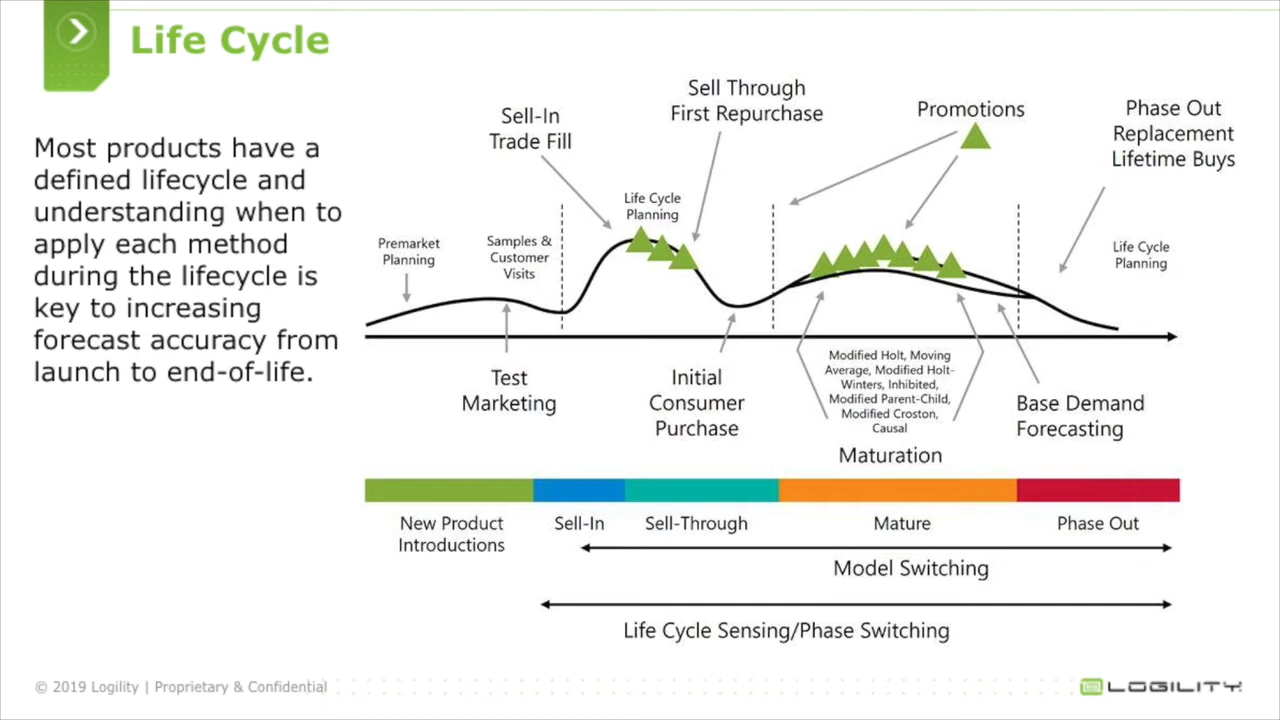 Life Cycle
Most products have a
defined lifecycle and
understanding when to
apply each method
during the lifecycle is
key to increasing
forecast accuracy from
launch to end-of-life.
Sell-In
Trade Fill
Sell Through
First Repurchase
Promotions
Phase Out
Replacement
Lifetime Buys
Premarket
Planning
Samples &
Customer
Visits
Life Cycle
Planning
Life Cycle
Planning
Test
Marketing
Initial
Consumer
Purchase
Modified Holt, Moving
Average, Modified Holt-
Winters, Inhibited,
Modified Parent-Child,
Modified Croston,
Causal
Maturation
Base Demand
Forecasting
New Product
Introductions
Sell-In
Sell-Through
Mature
Phase Out
Model Switching
Life Cycle Sensing/Phase Switching
© 2019 Logility | Proprietary & Confidential
LOGILITY